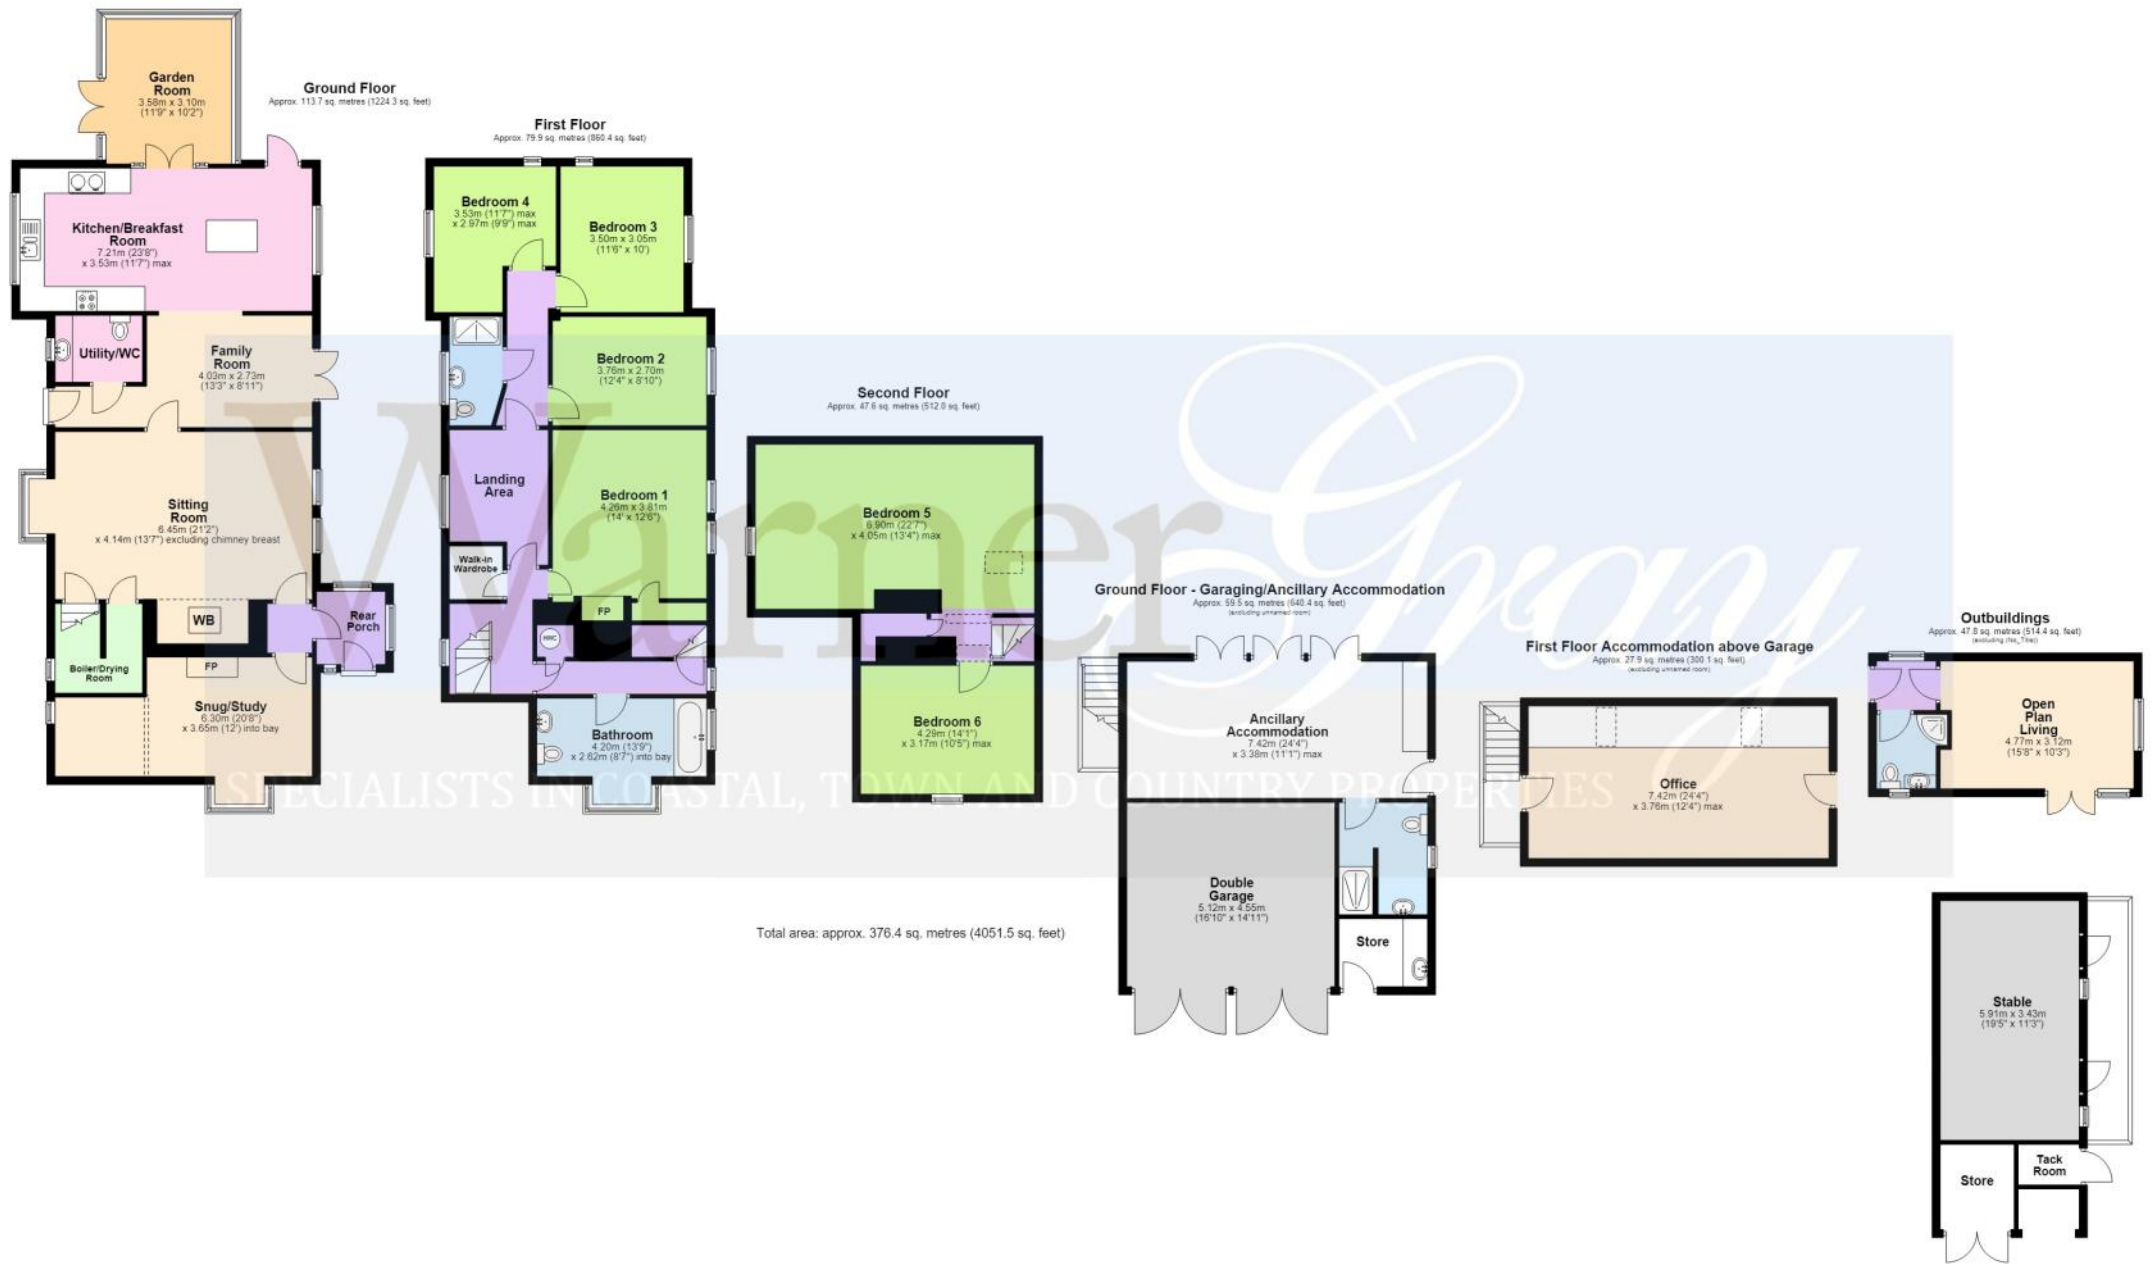 Garden
Room
3.58m x 3.10m
(11'9" x 10'2")
Ground Floor
Approx. 113.7 sq. metres (1224.3 sq. feet)
Kitchen/Breakfast
Room
7.21m (23'8")
x 3.53m (11'7") max
Utility/WC
Family
Room
4.03m x 2.73m
(13'3" x 8'11")
Sitting
Room
6.45m (21'2")
x 4.14m (13'7") excluding chimney breast
WB
Rear
Porch
Boiler/Drying
Room
FP
Snug/Study
6.30m (20'8")
x 3.65m (12') into bay
First Floor
Approx. 79.9 sq. metres (860.4 sq. feet)
Bedroom 4
3.53m (11'7") max
x 2.97m (9'9") max
Bedroom 3
3.50m x 3.05m
(11'6" x 10')
Bedroom 2
3.76m x 2.70m
(12'4" x 8'10")
Landing
Area
Bedroom 1
4.26m x 3.81m
(14' x 12'6")
Walk-in
Wardrobe
FP
HWC
Bathroom
4.20m (13'9")
x 2.62m (8'7") into bay
Second Floor
Approx. 47.6 sq. metres (512.0 sq. feet)
Bedroom 5
6.90m (22'7")
x 4.05m (13'4") max
Bedroom 6
4.29m (14'1")
x 3.17m (10'5") max
Ground Floor - Garaging/Ancillary Accommodation
Approx. 59.5 sq. metres (640.4 sq. feet)
(excluding unnamed room)
Ancillary
Accommodation
7.42m (24'4")
x 3.38m (11'1") max
Double
Garage
5.12m x 4.55m
(16'10" x 14'11")
Store
First Floor Accommodation above Garage
Approx. 27.9 sq. metres (300.1 sq. feet)
(excluding unnamed room)
Office
7.42m (24'4")
x 3.76m (12'4") max
Outbuildings
Approx. 47.8 sq. metres (514.4 sq. feet)
(excluding (No_Title))
Open
Plan
Living
4.77m x 3.12m
(15'8" x 10'3")
Stable
5.91m x 3.43m
(19'5" x 11'3")
Tack
Room
Store
Total area: approx. 376.4 sq. metres (4051.5 sq. feet)
Warner Gray
SPECIALISTS IN COASTAL, TOWN AND COUNTRY PROPERTIES